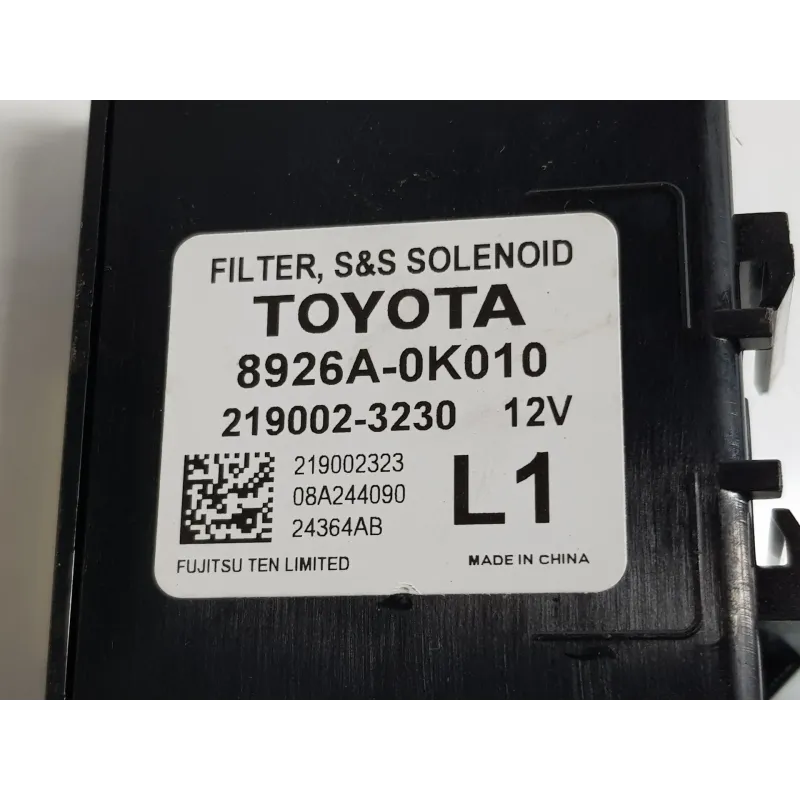 FILTER, S&S SOLENOID
TOYOTA
8926A-0K010
219002-3230 12V
219002323
08A244090
24364AB
L1
FUJITSU TEN LIMITED
MADE IN CHINA